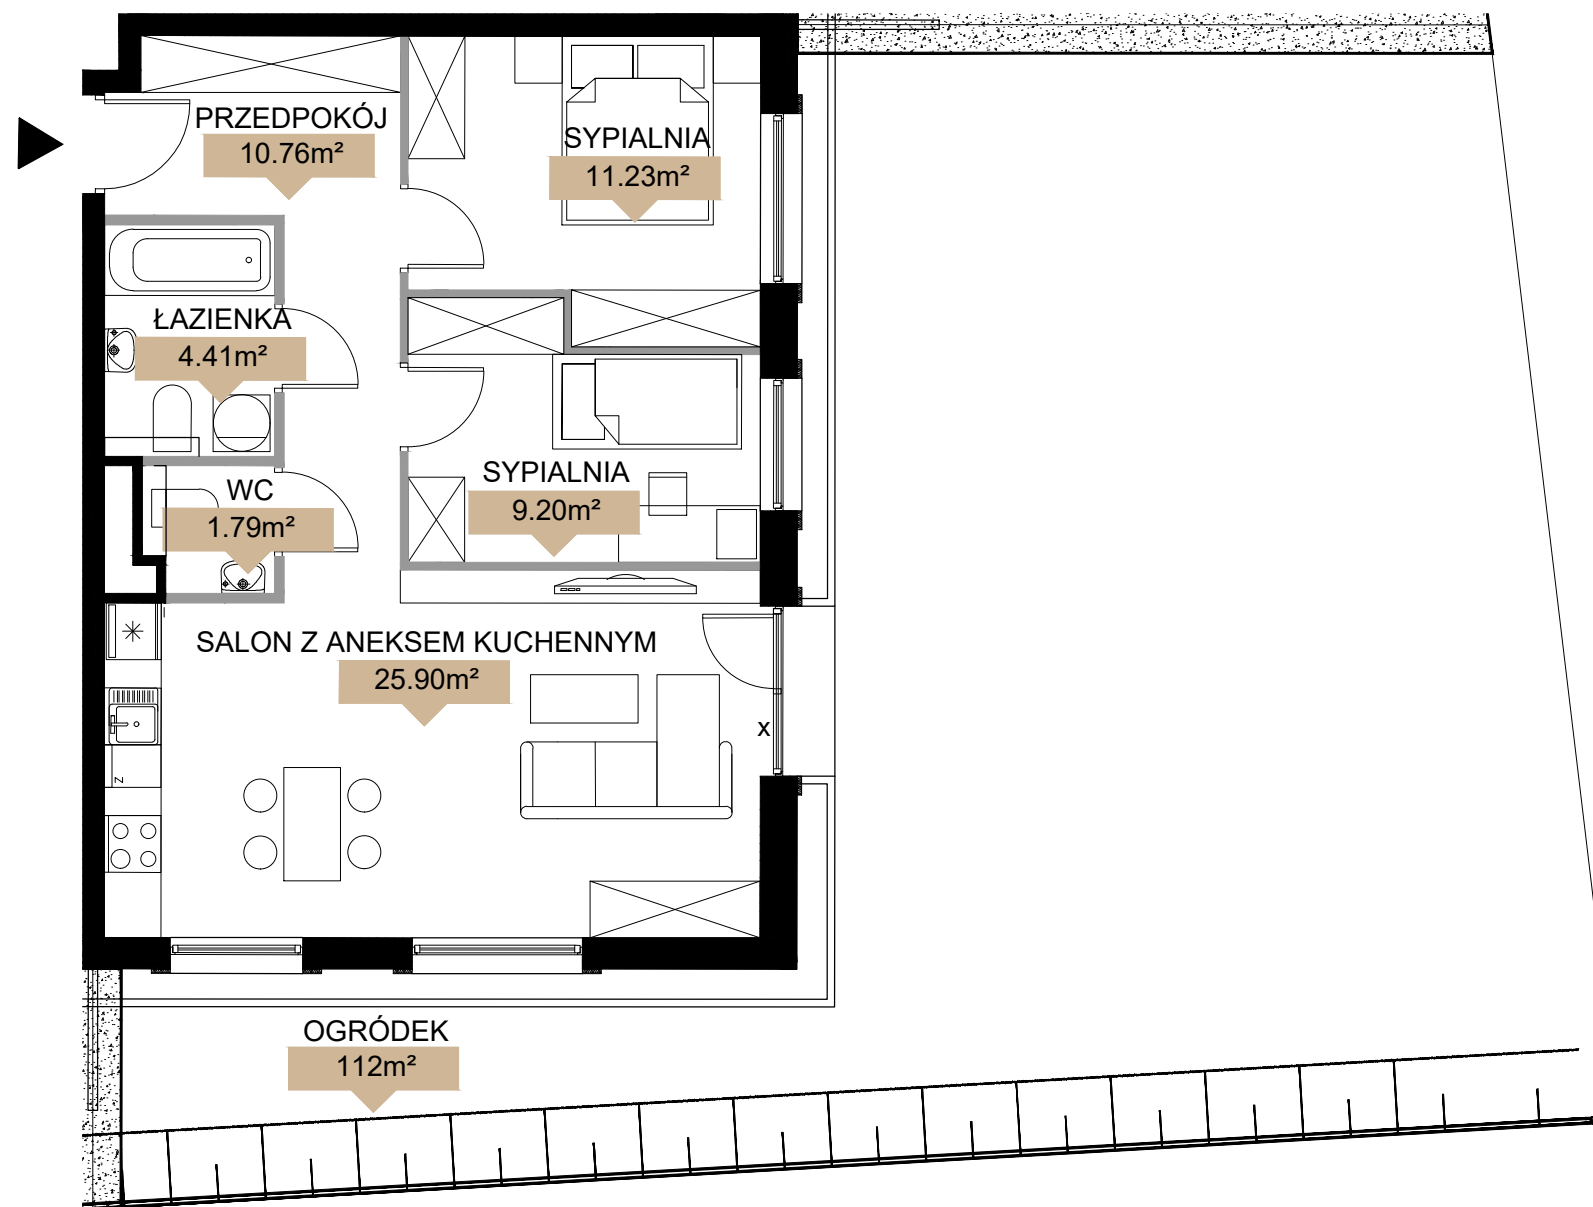 PRZEDPOKÓJ
10.76m²
SYPIALNIA
11.23m²
ŁAZIENKA
4.41m²
SYPIALNIA
9.20m²
WC
1.79m²
SALON Z ANEKSEM KUCHENNYM
25.90m²
x
Z
OGRÓDEK
112m²